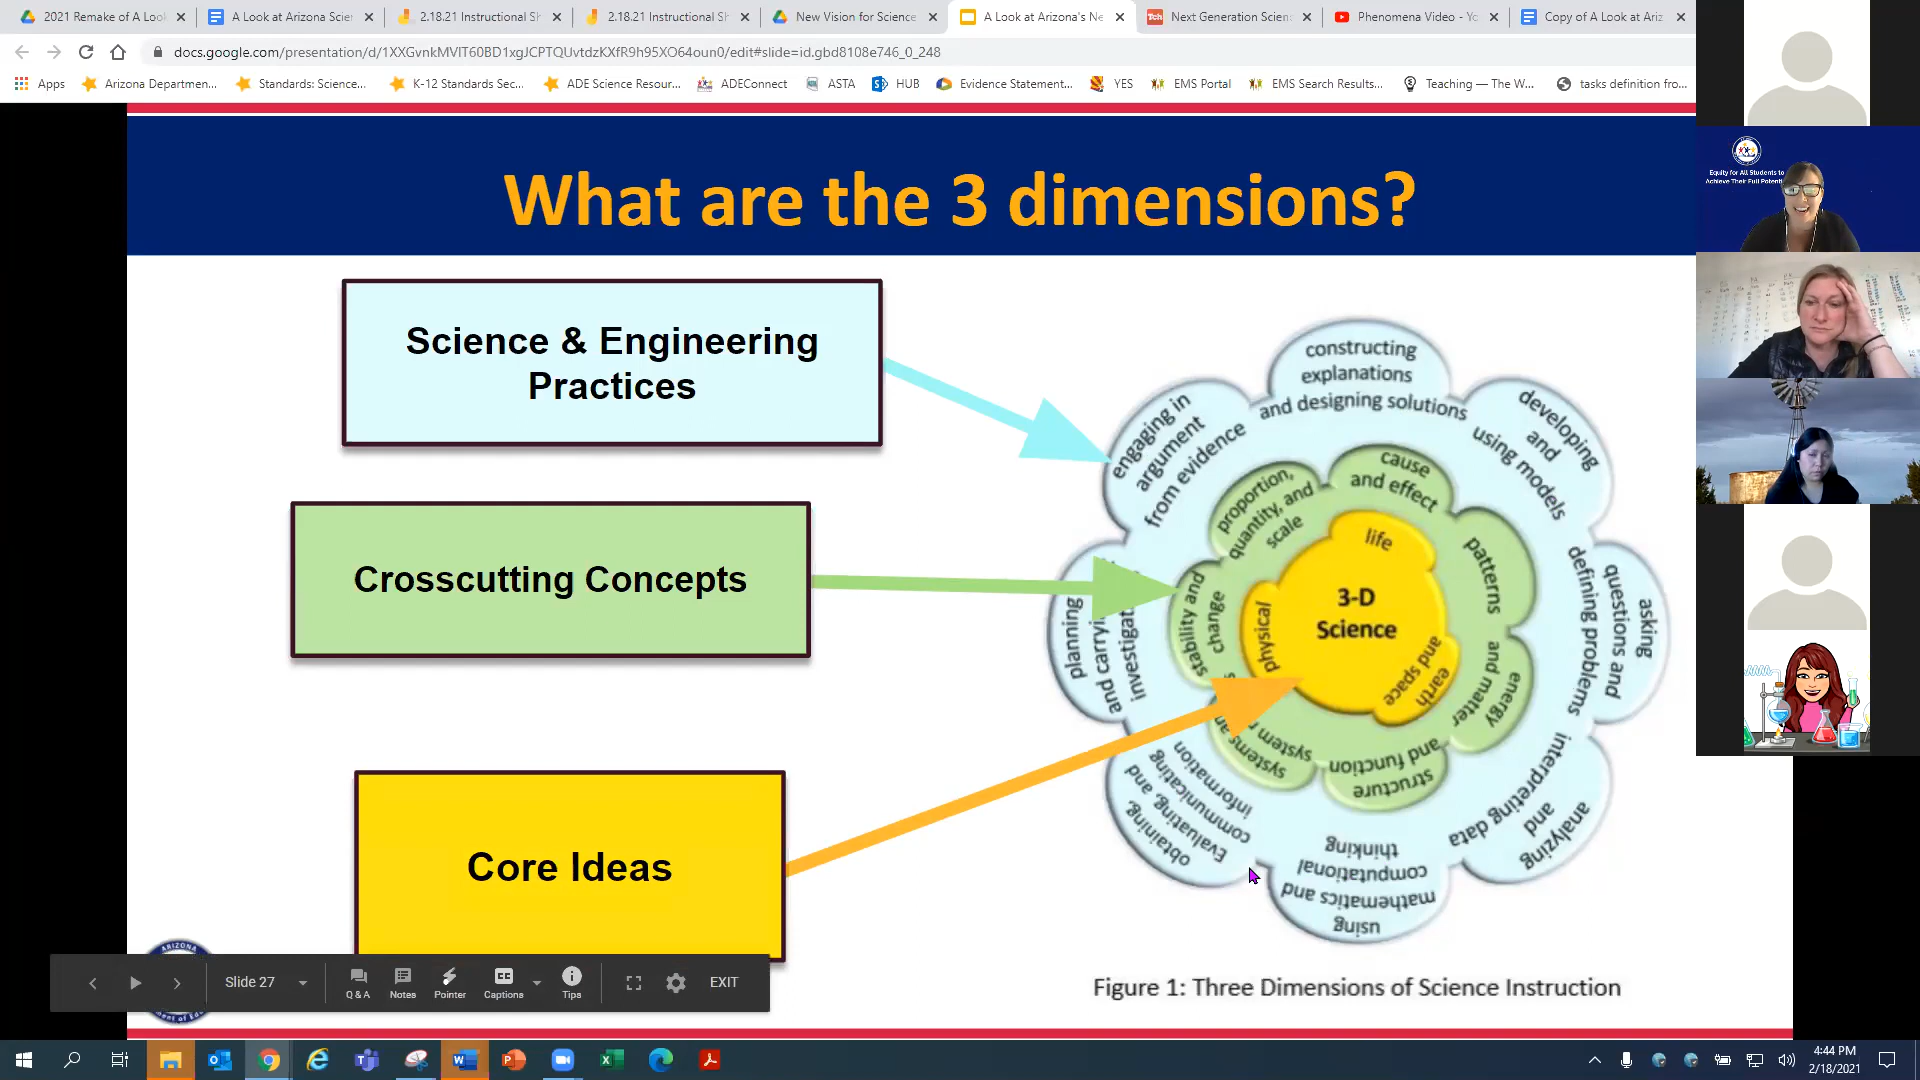 2021 Remake of A Loo
A Look at Arizona Scien
2.18.21 Instructional Sh
2.18.21 Instructional Sh
New Vision for Science
A Look at Arizona's Ne
Next Generation Scien
Phenomena Video - Yo
Copy of A Look at Ariz
docs.google.com/presentation/d/1XXGvnkMVIT60BD1xgJCPTQUvtdzKXfR9h95XO64oun0/edit#slide=id.gbd8108e746_0_248
Apps
Arizona Departmen...
Standards: Science...
K-12 Standards Sec...
ADE Science Resour...
ADEConnect
ASTA
HUB
Evidence Statement...
YES
EMS Portal
EMS Search Results...
Teaching — The W...
tasks definition fro...
Equity for All Students to
Achieve Their Full Potenti
What are the 3 dimensions?
Science & Engineering
Practices
Crosscutting Concepts
Core Ideas
constructing
explanations
and designing solutions
developing
and
using models
asking
questions and
defining problems
analyzing
and
interpreting data
using
mathematics and
computational
thinking
obtaining,
Evaluating, and
communicating
information
planning
and carrying
investigat
engaging in
argument
from evidence
cause
and effect
patterns
energy
and matter
structure
and function
systems an
system
stability and
change
proportion,
quantity, and
scale
life
earth
and space
physical
3-D
Science
Figure 1: Three Dimensions of Science Instruction
ARIZONA
ment of Edu
Slide 27
Q & A
Notes
Pointer
Captions
Tips
EXIT
4:44 PM
2/18/2021